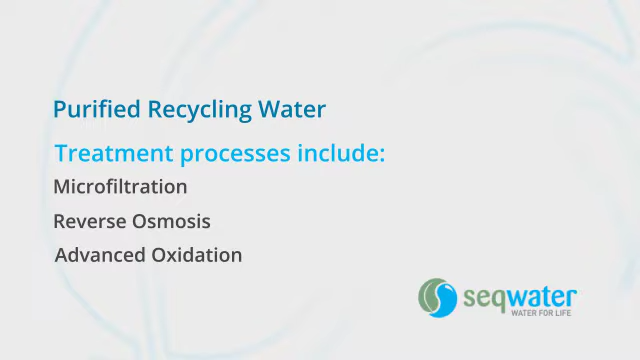 Purified Recycling Water
Treatment processes include:
Microfiltration
Reverse Osmosis
Advanced Oxidation
seqwater
WATER FOR LIFE